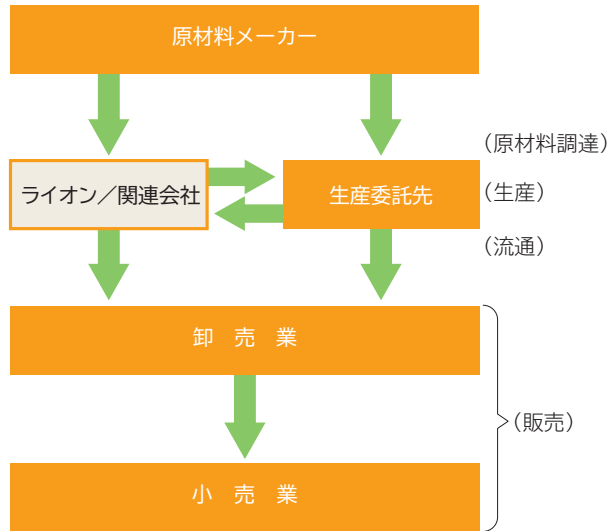 原材料メーカー
(原材料調達)
ライオン／関連会社
生産委託先
(生産)
(流通)
卸 売 業
(販売)
小 売 業